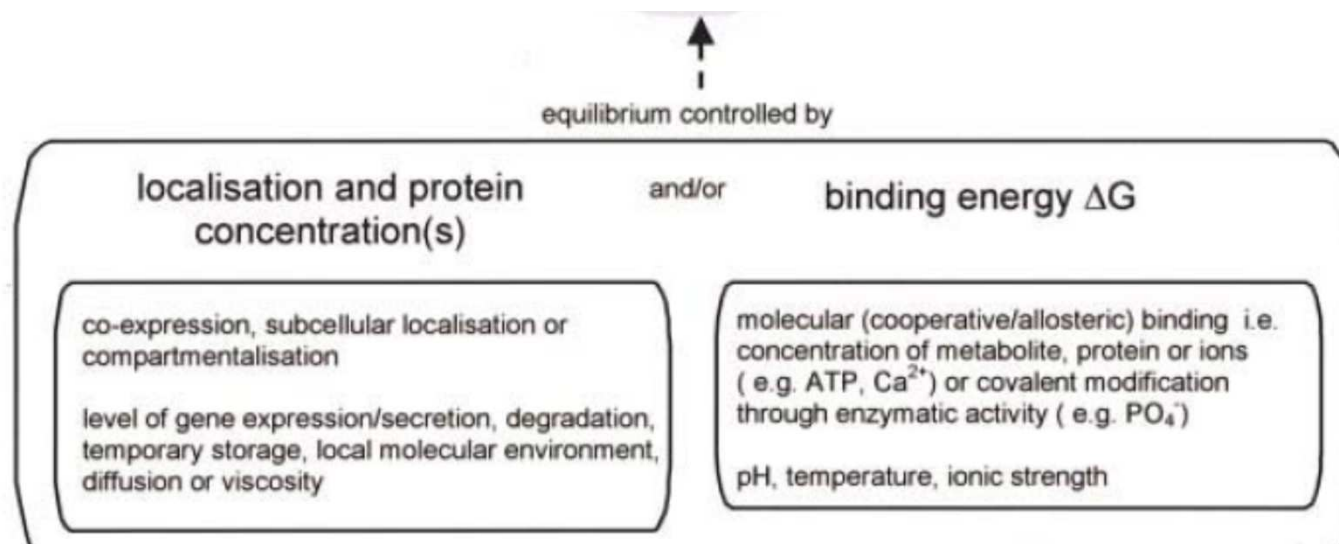 equilibrium controlled by
localisation and protein
concentration(s)
and/or
binding energy ΔG
co-expression, subcellular localisation or
compartmentalisation
level of gene expression/secretion, degradation,
temporary storage, local molecular environment,
diffusion or viscosity
molecular (cooperative/allosteric) binding i.e.
concentration of metabolite, protein or ions
( e.g. ATP, Ca²⁺) or covalent modification
through enzymatic activity ( e.g. PO₄⁻)
pH, temperature, ionic strength